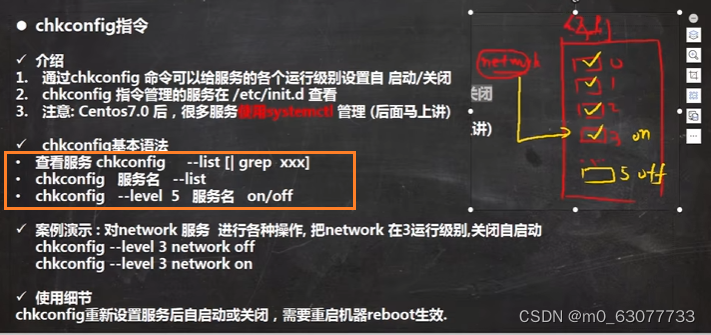 chkconfig指令
介绍
1. 通过chkconfig 命令可以给服务的各个运行级别设置自 启动/关闭
2. chkconfig 指令管理的服务在 /etc/init.d 查看
3. 注意: Centos7.0 后，很多服务使用systemctl 管理 (后面马上讲)
chkconfig基本语法
查看服务 chkconfig --list [| grep xxx]
chkconfig 服务名 --list
chkconfig --level 5 服务名 on/off
案例演示 : 对network 服务 进行各种操作, 把network 在3运行级别,关闭自启动
chkconfig --level 3 network off
chkconfig --level 3 network on
使用细节
chkconfig重新设置服务后自启动或关闭，需要重启机器reboot生效.
network
0
1
2
3 on
5 off
关闭
讲)
CSDN @m0_63077733